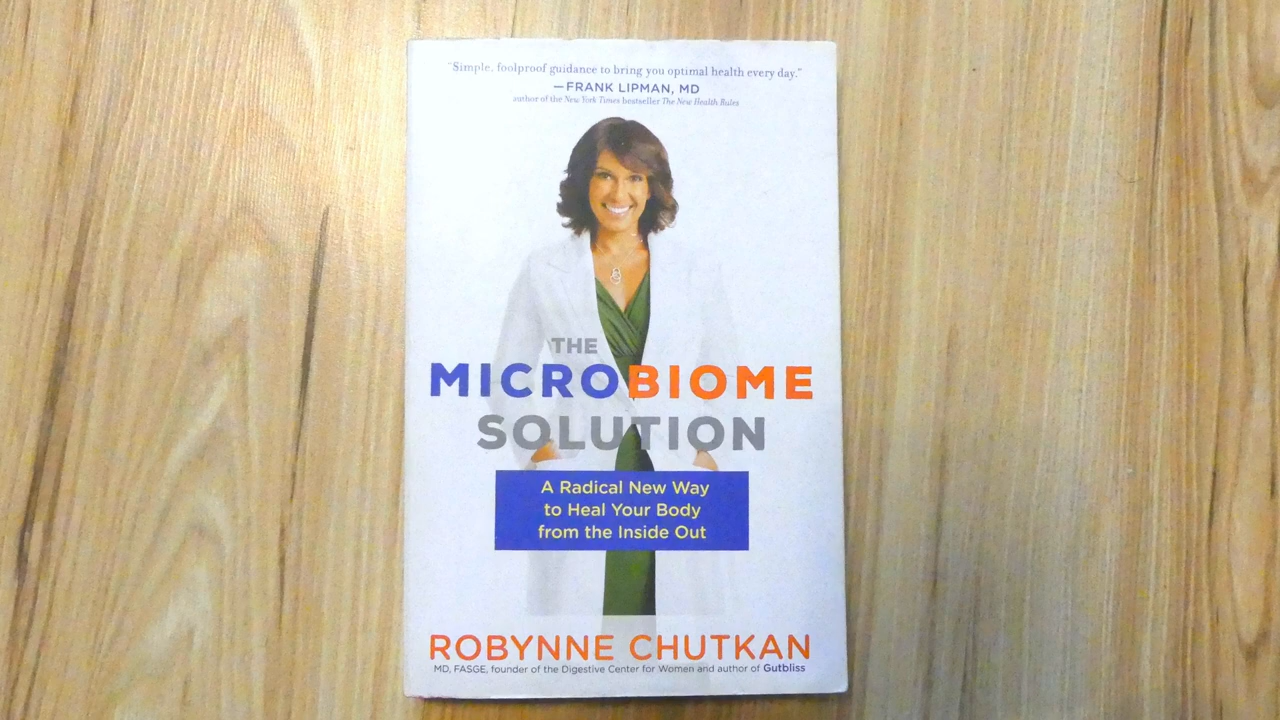 "Simple, foolproof guidance to bring you optimal health every day."
—FRANK LIPMAN, MD
author of the New York Times bestseller The New Health Rules
THE
MICROBIOME
SOLUTION
A Radical New Way
to Heal Your Body
from the Inside Out
ROBYNNE CHUTKAN
MD, FASGE, founder of the Digestive Center for Women and author of Gutbliss